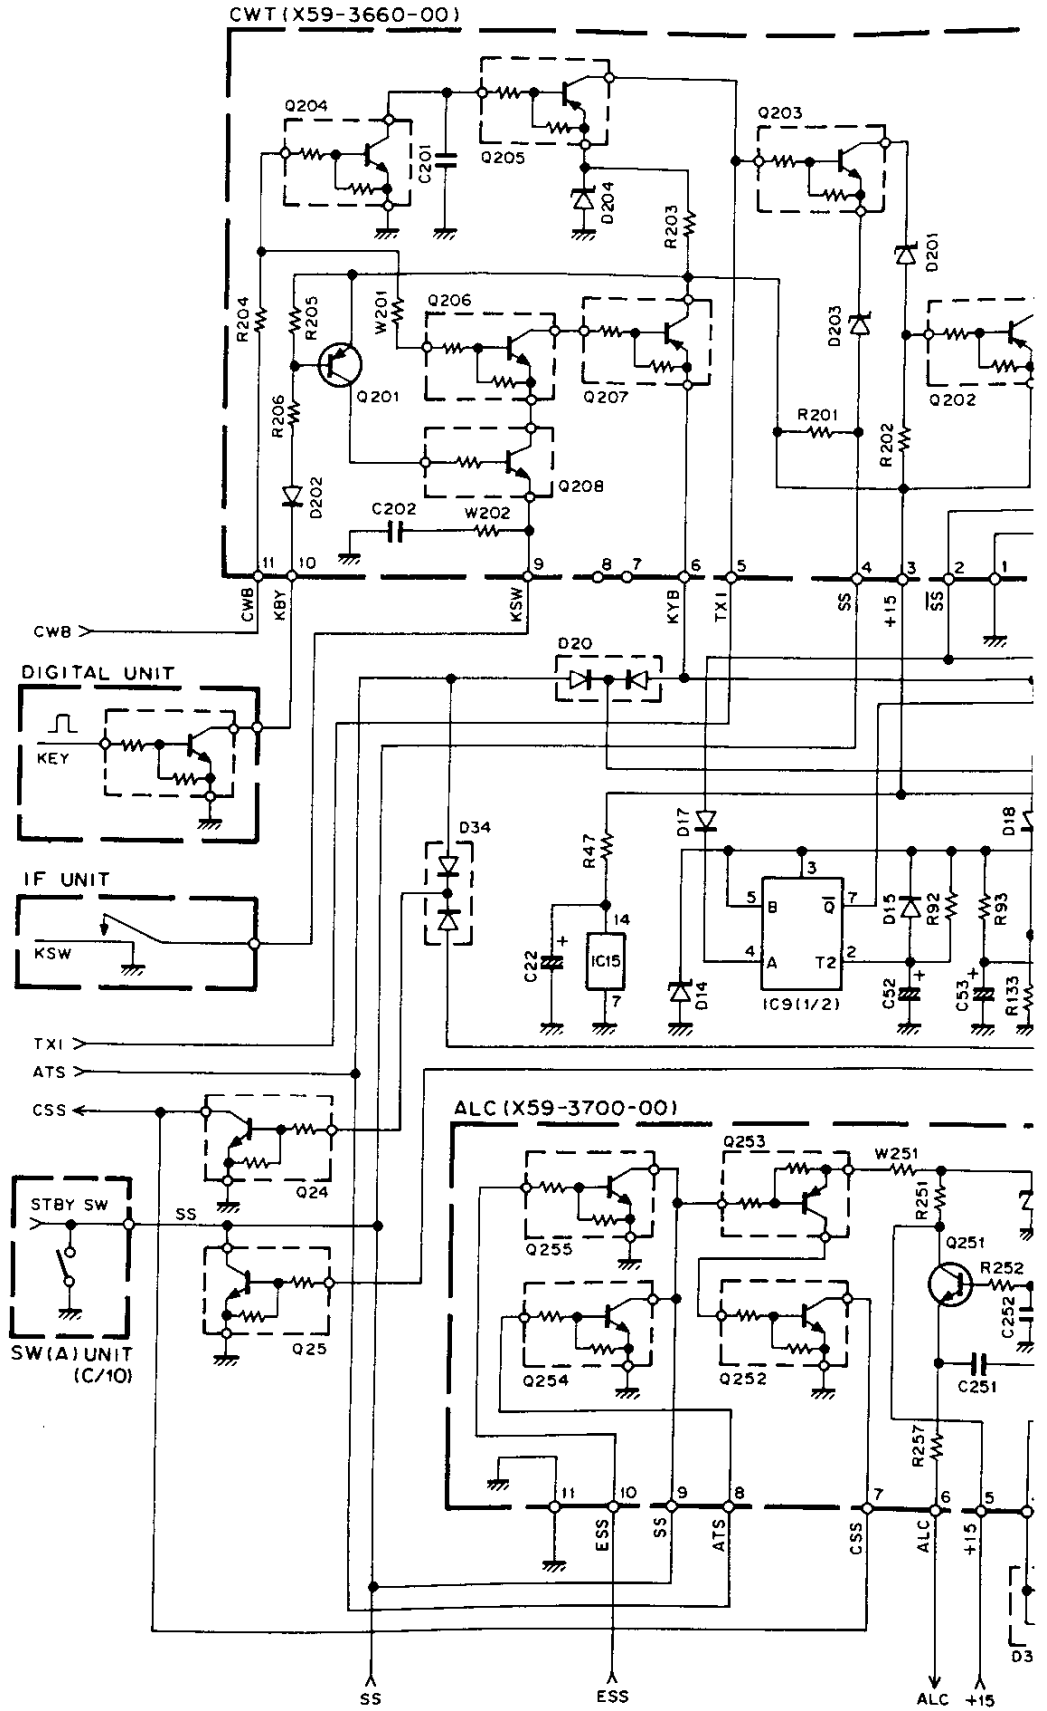 CWT(X59-3660-00)
Q204
C201
Q205
Q203
D204
R203
D201
R204
R205
W201
Q206
Q207
D203
Q202
Q201
R206
R201
R202
D202
Q208
C202
W202
11
10
9
8
7
6
5
4
3
2
1
CWB
KBY
KSW
KYB
TXI
SS
+15
SS
CWB
D20
DIGITAL UNIT
KEY
D34
D17
D18
R47
IF UNIT
KSW
14
IC15
7
C22
+
5
B
3
Q1
7
4
A
T2
2
IC9(1/2)
D14
D15
R92
R93
C52
+
C53
+
R133
TXI
ATS
CSS
Q24
ALC(X59-3700-00)
STBY SW
SS
Q25
SW(A)UNIT
(C/10)
Q255
Q253
W251
R251
Q251
R252
C252
Q254
Q252
C251
R257
11
10
9
8
7
6
5
ESS
SS
ATS
CSS
ALC
+15
D3
SS
ESS
ALC
+15